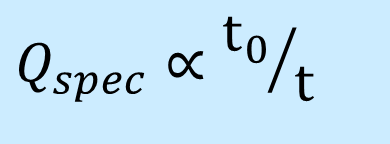 Q_spec ∝ t₀/t